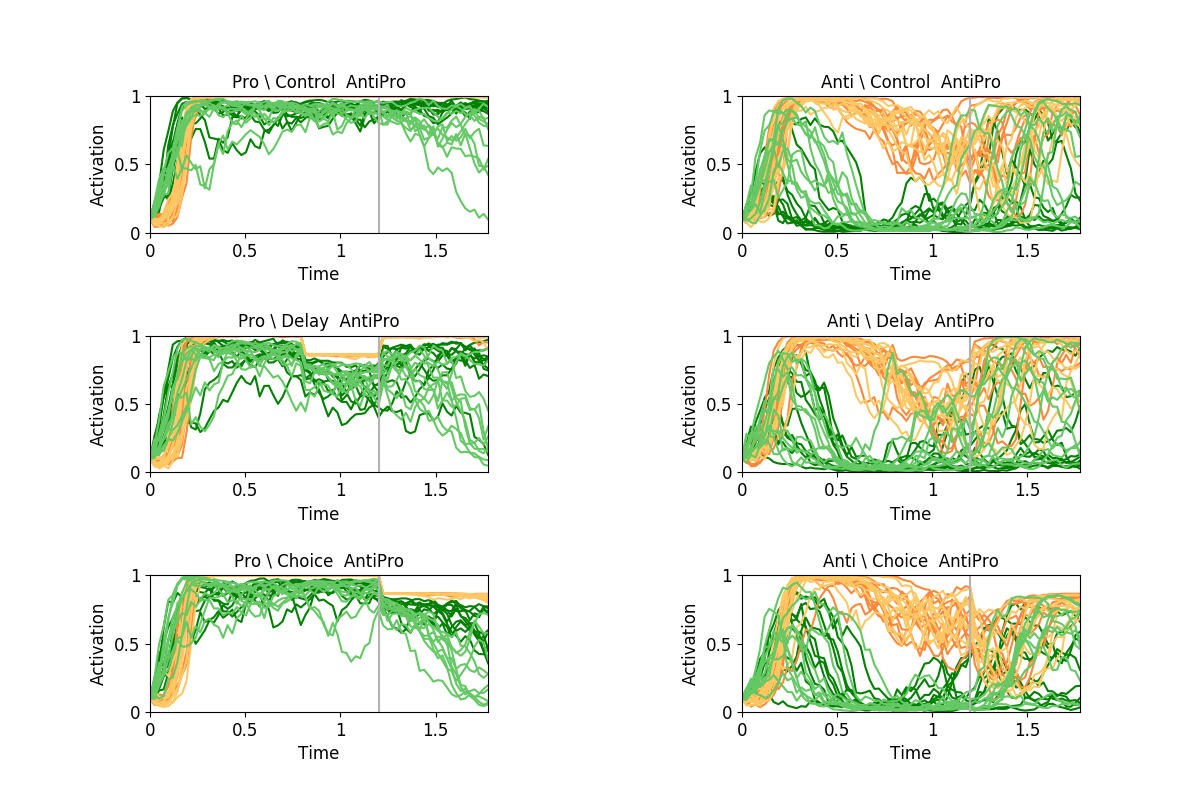 Pro \ Control  AntiPro
Activation
1
0.5
0
0
0.5
1
1.5
Time
Anti \ Control  AntiPro
Activation
1
0.5
0
0
0.5
1
1.5
Time
Pro \ Delay  AntiPro
Activation
1
0.5
0
0
0.5
1
1.5
Time
Anti \ Delay  AntiPro
Activation
1
0.5
0
0
0.5
1
1.5
Time
Pro \ Choice  AntiPro
Activation
1
0.5
0
0
0.5
1
1.5
Time
Anti \ Choice  AntiPro
Activation
1
0.5
0
0
0.5
1
1.5
Time